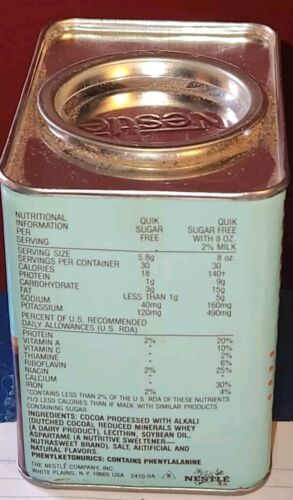 Nestlé
NUTRITIONAL QUIK QUIK
INFORMATION SUGAR SUGAR FREE
PER FREE WITH 8 OZ.
SERVING 2% MILK
SERVING SIZE 5.8g 8 oz.
SERVINGS PER CONTAINER 30 30
CALORIES 18 140†
PROTEIN 1g 9g
CARBOHYDRATE 3g 15g
FAT LESS THAN 1g 5g
SODIUM 40mg 160mg
POTASSIUM 120mg 490mg
PERCENT OF U.S. RECOMMENDED
DAILY ALLOWANCES (U.S. RDA)
PROTEIN 2% 20%
VITAMIN A * 10%
VITAMIN C * 2%
THIAMINE * 6%
RIBOFLAVIN * 25%
NIACIN 2% *
CALCIUM * 30%
IRON 2% 4%
*CONTAINS LESS THAN 2% OF THE U.S. RDA OF THESE NUTRIENTS
CALORIES THAN IF MADE WITH SIMILAR PRODUCTS
CONTAINING SUGAR
INGREDIENTS: COCOA PROCESSED WITH ALKALI
(DUTCHED COCOA), REDUCED MINERALS WHEY
(A DAIRY PRODUCT), LECITHIN, SOYBEAN OIL,
ASPARTAME (A NUTRITIVE SWEETENER—
NUTRASWEET BRAND), SALT, ARTIFICIAL AND
NATURAL FLAVORS.
PHENYLKETONURICS: CONTAINS PHENYLALANINE
THE NESTLÉ COMPANY, INC.
WHITE PLAINS, N.Y. 10605 USA 2470-0A R NESTLÉ